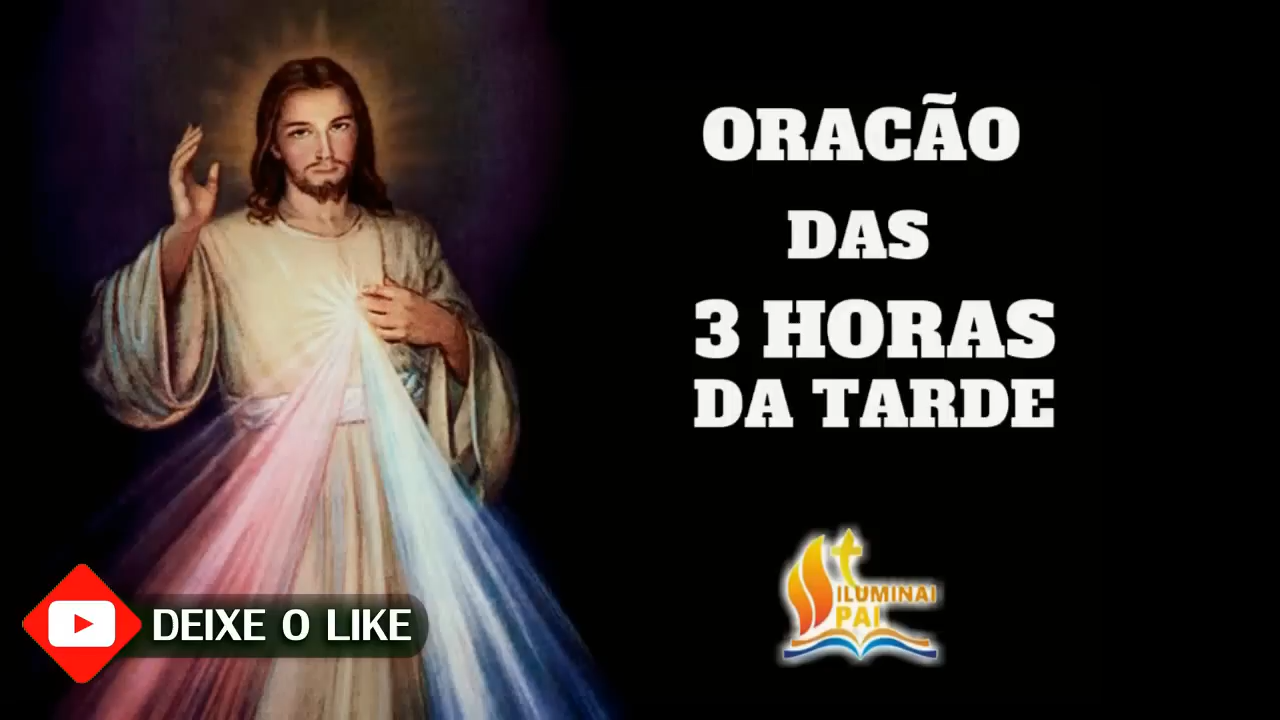 ORACÃO
DAS
3 HORAS
DA TARDE
ILUMINAI
PAI
DEIXE O LIKE